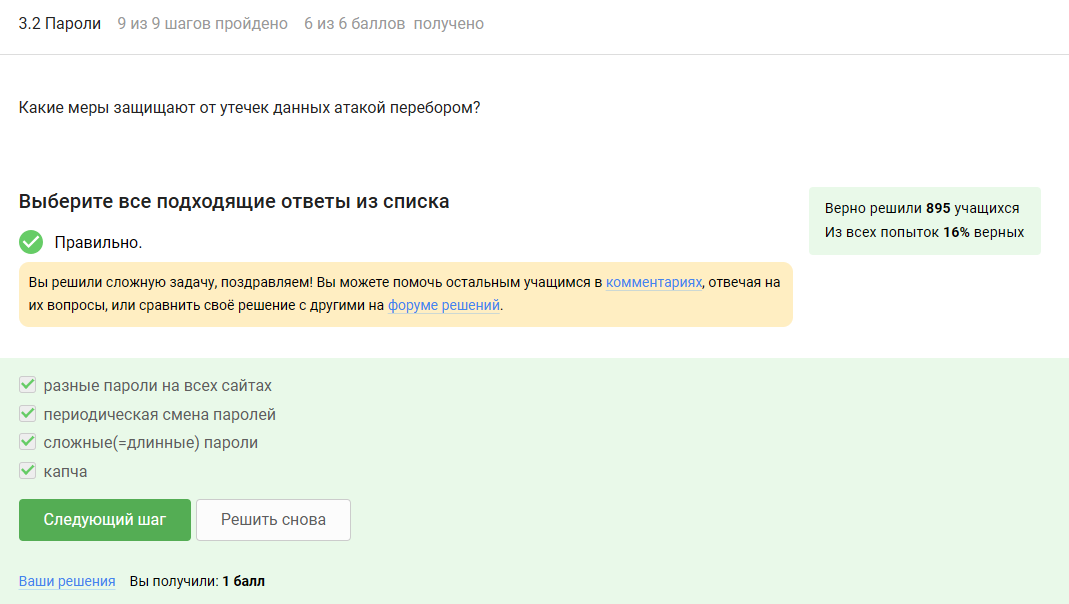 3.2 Пароли 9 из 9 шагов пройдено 6 из 6 баллов получено
Какие меры защищают от утечек данных атакой перебором?
Выберите все подходящие ответы из списка
Верно решили 895 учащихся
Из всех попыток 16% верных
Правильно.
Вы решили сложную задачу, поздравляем! Вы можете помочь остальным учащимся в комментариях, отвечая на
их вопросы, или сравнить своё решение с другими на форуме решений.
разные пароли на всех сайтах
периодическая смена паролей
сложные(=длинные) пароли
капча
Следующий шаг Решить снова
Ваши решения Вы получили: 1 балл